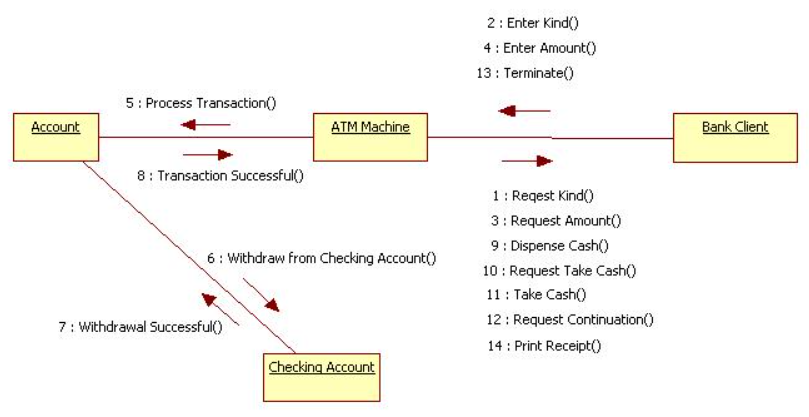 2 : Enter Kind()
4 : Enter Amount()
13 : Terminate()
5 : Process Transaction()
Account
ATM Machine
Bank Client
8 : Transaction Successful()
1 : Reqest Kind()
3 : Request Amount()
9 : Dispense Cash()
10 : Request Take Cash()
11 : Take Cash()
12 : Request Continuation()
14 : Print Receipt()
6 : Withdraw from Checking Account()
7 : Withdrawal Successful()
Checking Account